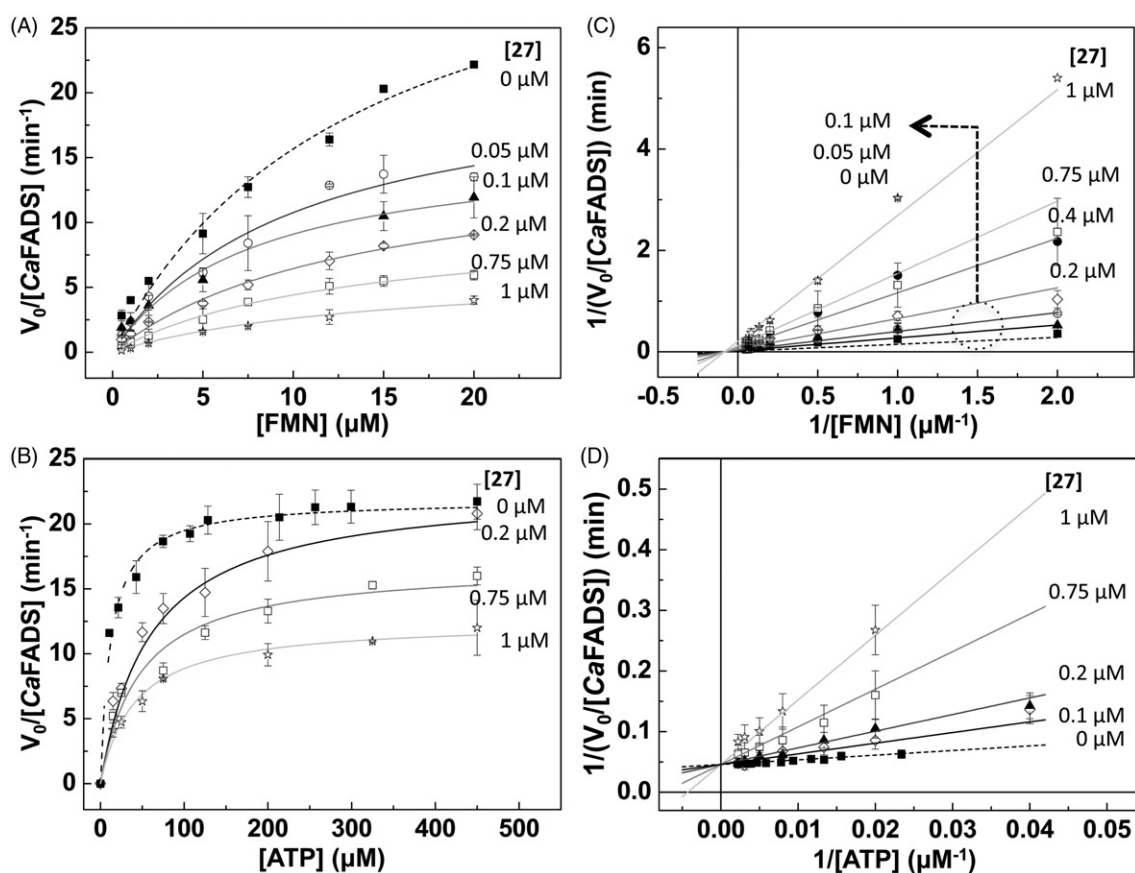 (A)
V₀/[CaFADS] (min⁻¹)
25
20
15
10
5
0
0
5
10
15
20
[FMN] (µM)
[27]
0 µM
0.05 µM
0.1 µM
0.2 µM
0.75 µM
1 µM
(C)
1/(V₀/[CaFADS]) (min)
6
4
2
0
-0.5
0.0
0.5
1.0
1.5
2.0
1/[FMN] (µM⁻¹)
[27]
1 µM
0.1 µM
0.05 µM
0 µM
0.75 µM
0.4 µM
0.2 µM
(B)
V₀/[CaFADS] (min⁻¹)
25
20
15
10
5
0
0
100
200
300
400
500
[ATP] (µM)
[27]
0 µM
0.2 µM
0.75 µM
1 µM
(D)
1/(V₀/[CaFADS]) (min)
0.5
0.4
0.3
0.2
0.1
0.0
0.00
0.01
0.02
0.03
0.04
0.05
1/[ATP] (µM⁻¹)
[27]
1 µM
0.75 µM
0.2 µM
0.1 µM
0 µM